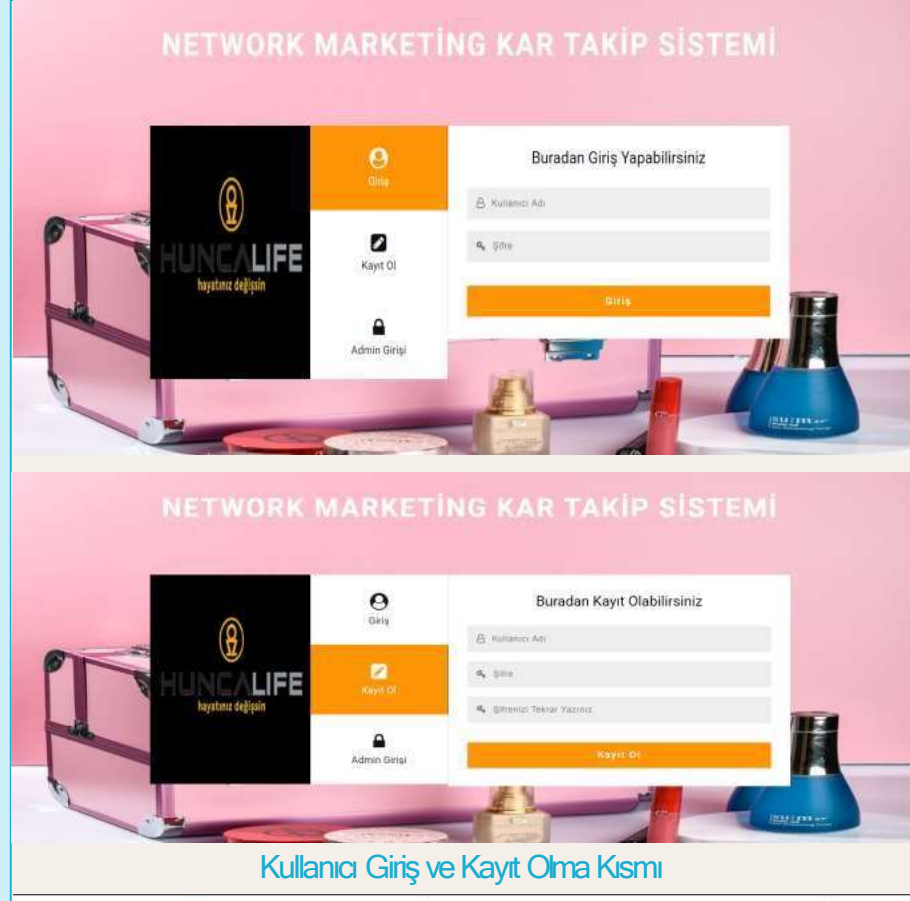 NETWORK MARKETİNG KAR TAKİP SİSTEMİ
Giriş
Buradan Giriş Yapabilirsiniz
Kullanıcı Adı
Şifre
HUNCALIFE
hayatınız değişsin
Kayıt Ol
Giriş
Admin Girişi
NETWORK MARKETİNG KAR TAKİP SİSTEMİ
Giriş
Buradan Kayıt Olabilirsiniz
Kullanıcı Adı
Şifre
HUNCALIFE
hayatınız değişsin
Kayıt Ol
Şifrenizi Tekrar Yazınız
Admin Girişi
Kayıt Ol
Kullanıcı Giriş ve Kayıt Olma Kısmı